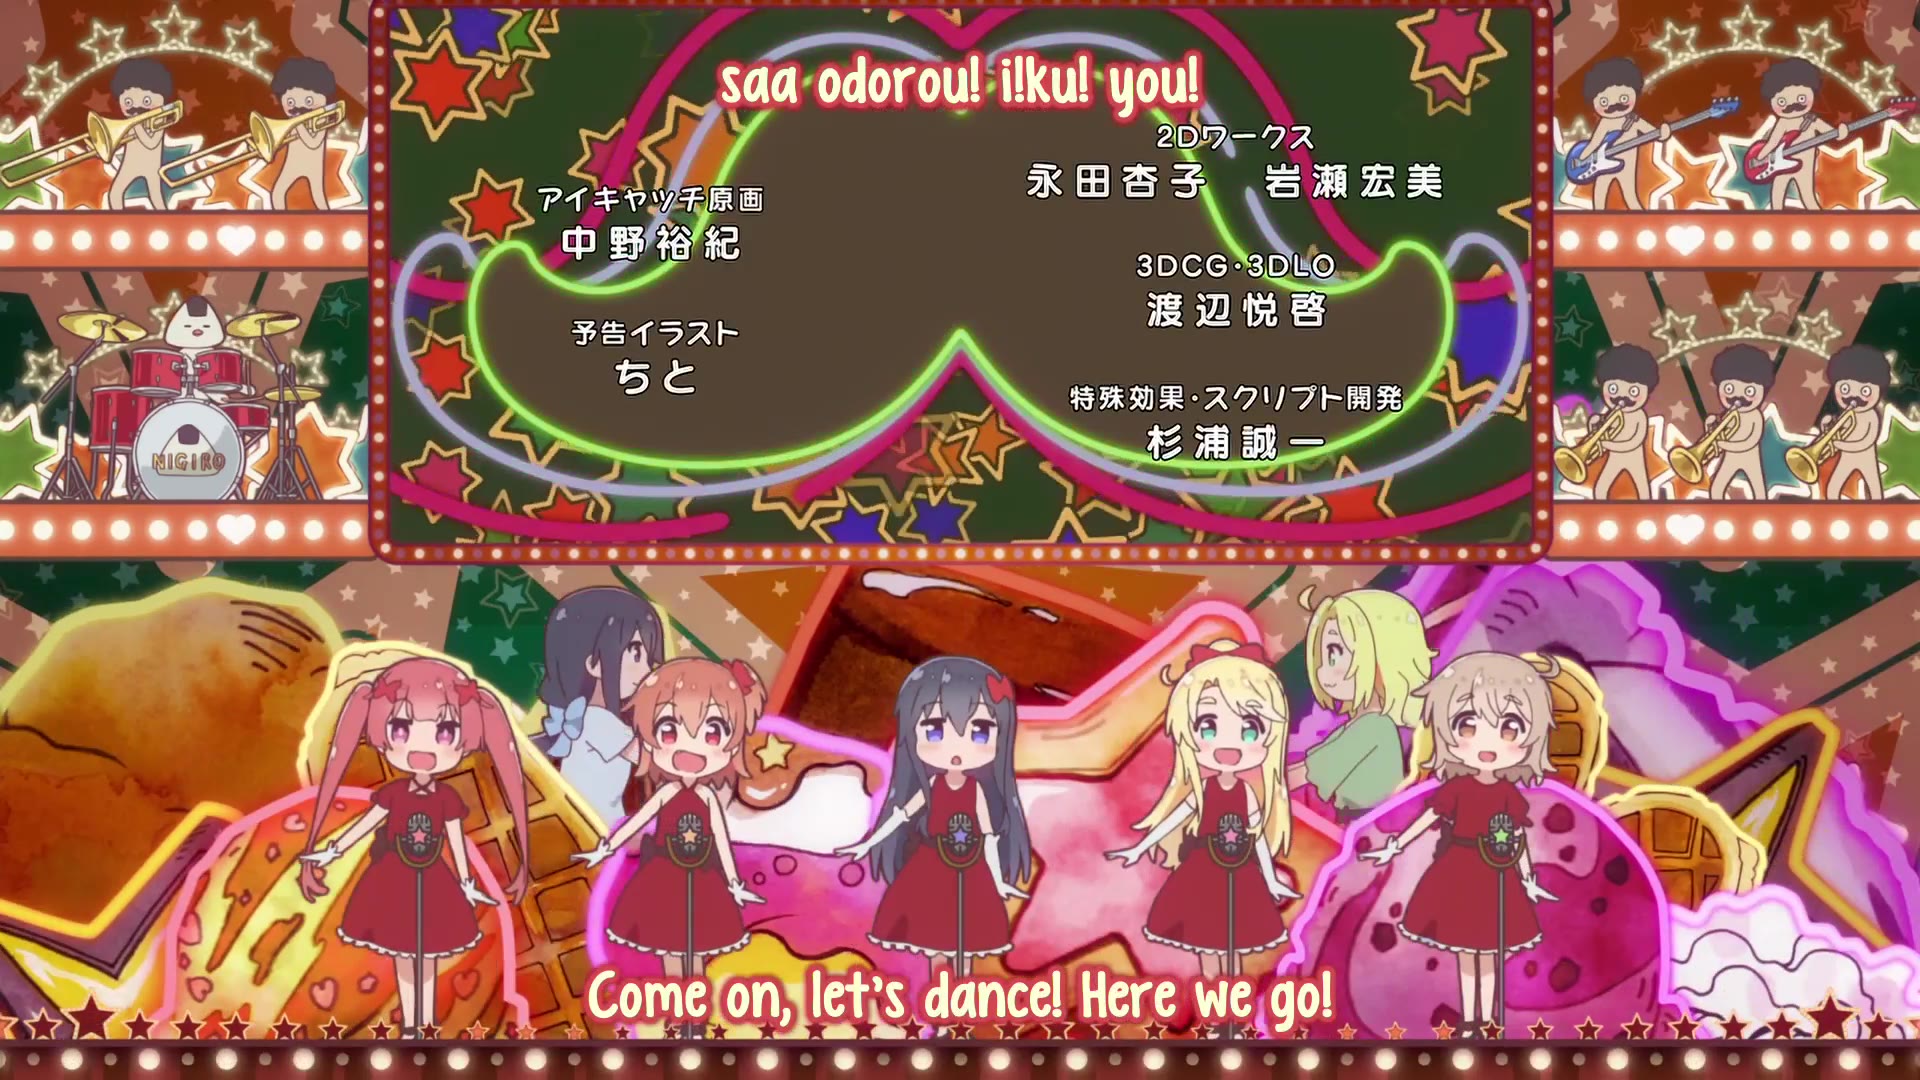 saa odorou! i!ku! you!
アイキャッチ原画
中野裕紀
予告イラスト
ちと
2Dワークス
永田杏子 岩瀬宏美
3DCG・3DLO
渡辺悦啓
特殊効果・スクリプト開発
杉浦誠一
NIGIRO
Come on, let's dance! Here we go!